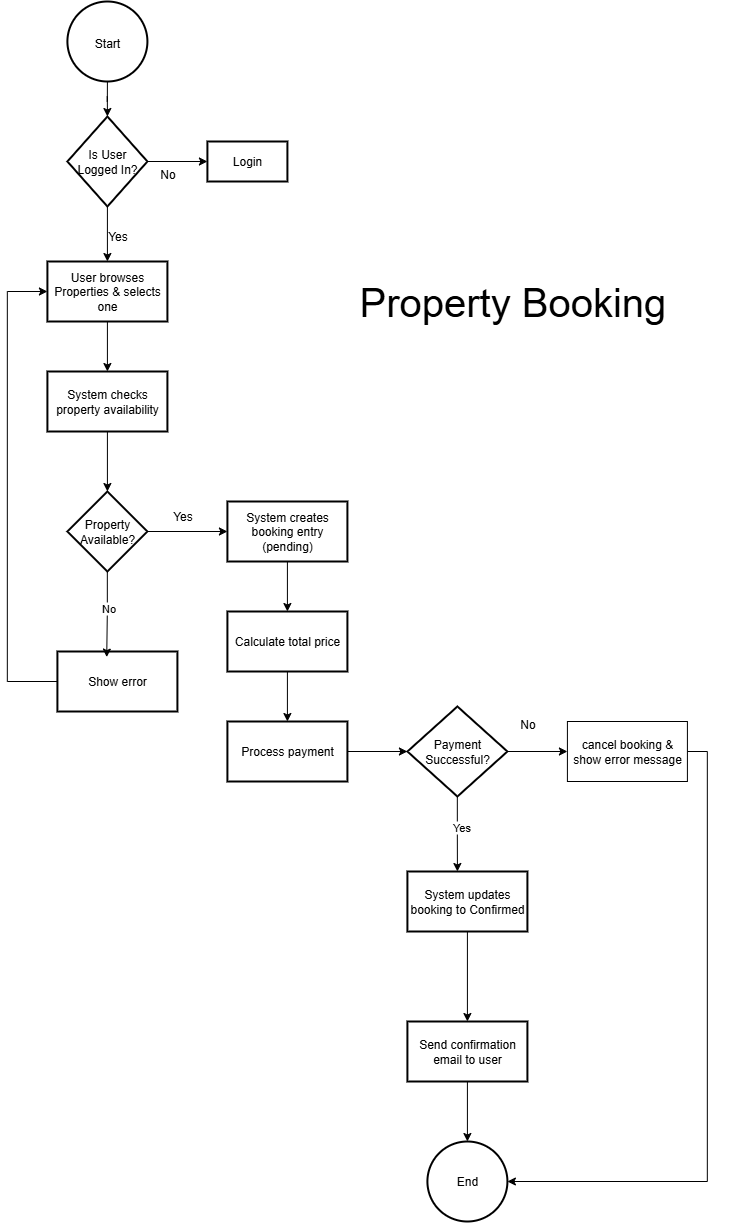 Start
Is User
Logged In?
No
Login
Yes
User browses
Properties & selects
one
Property Booking
System checks
property availability
Property
Available?
Yes
System creates
booking entry
(pending)
No
Calculate total price
Show error
Process payment
Payment
Successful?
No
cancel booking &
show error message
Yes
System updates
booking to Confirmed
Send confirmation
email to user
End